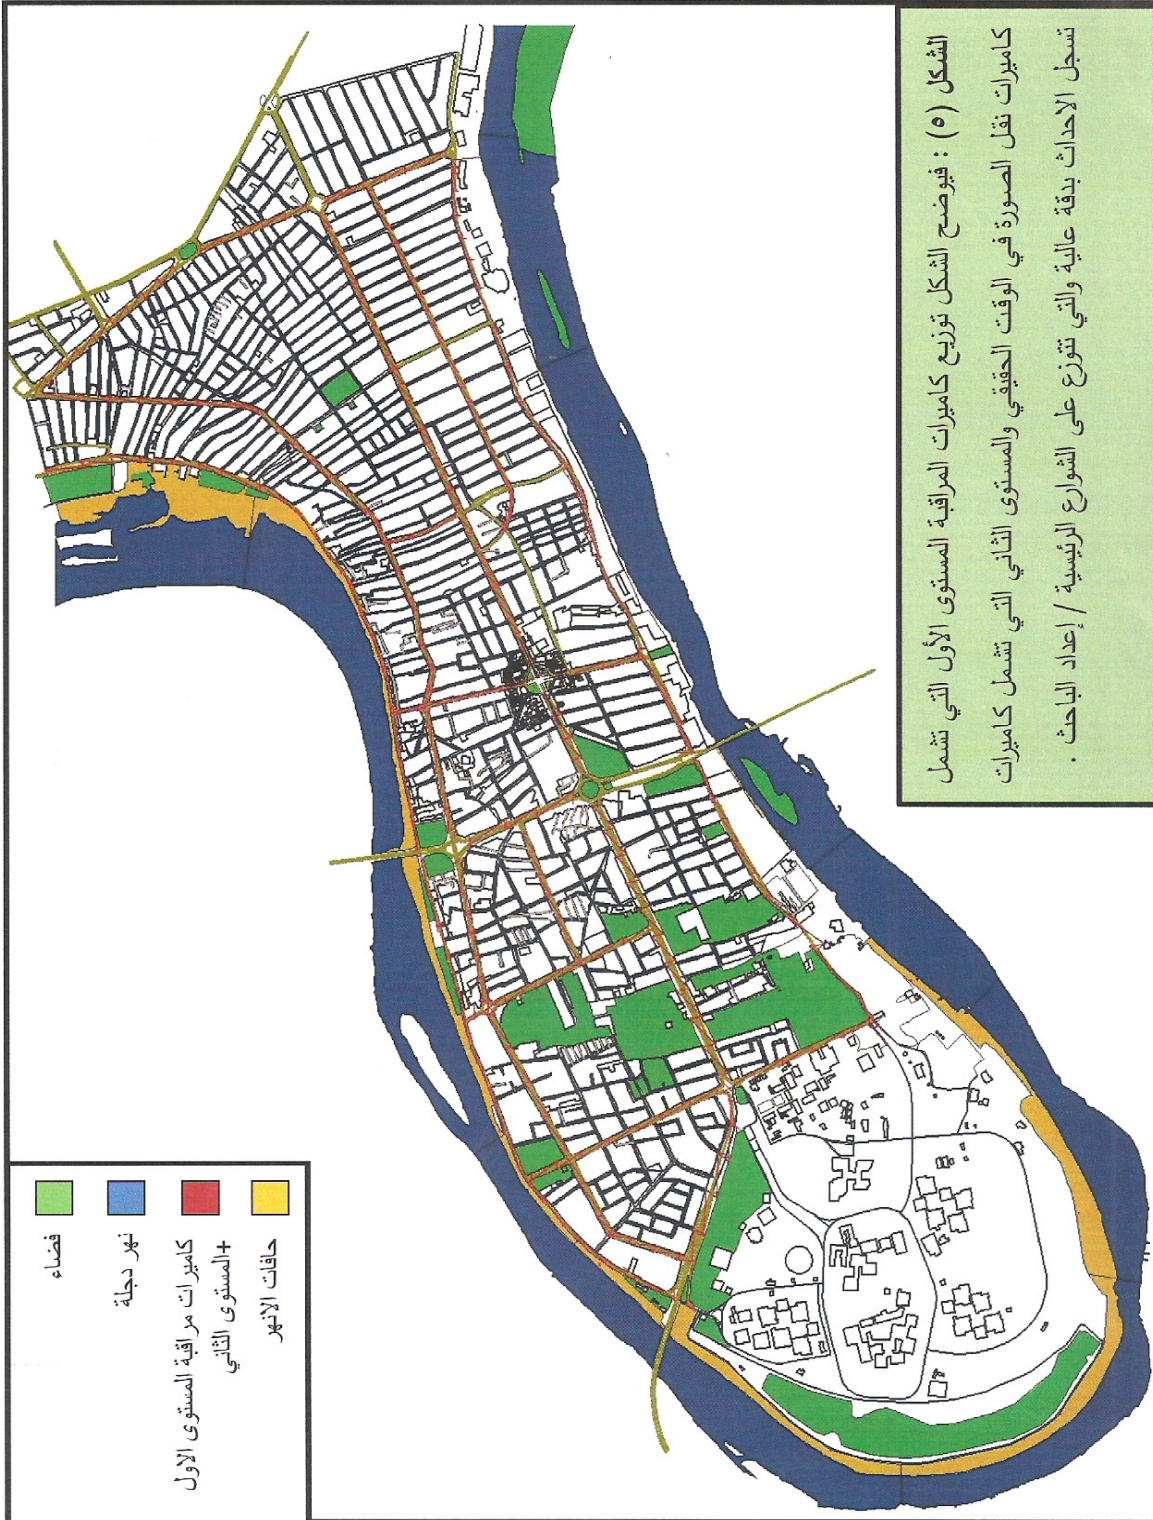 الشكل (٥) : فيوضح الشكل توزيع كاميرات المراقبة المستوى الأول التي تشمل
كاميرات نقل الصورة في الوقت الحقيقي والمستوى الثاني التي تشمل كاميرات
تسجل الاحداث بدقة عالية والتي تتوزع على الشوارع الرئيسية / إعداد الباحث .
حافات الانهر
كاميرات مراقبة المستوى الاول
+المستوى الثاني
نهر دجلة
فضاء